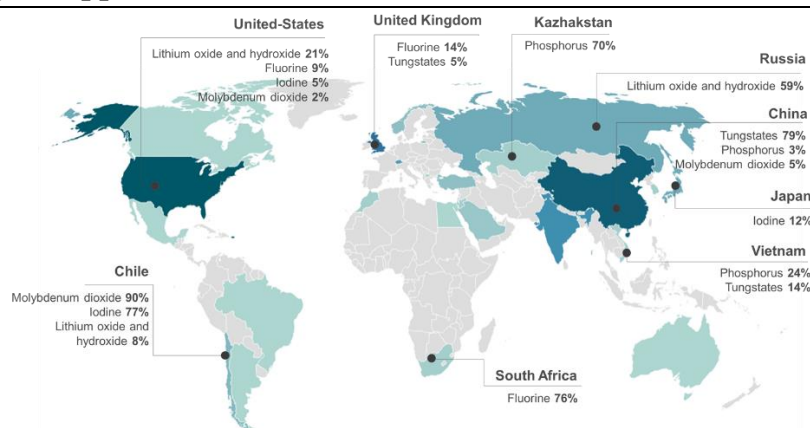 United-States
Lithium oxide and hydroxide 21%
Fluorine 9%
Iodine 5%
Molybdenum dioxide 2%
United Kingdom
Fluorine 14%
Tungstates 5%
Kazhakstan
Phosphorus 70%
Russia
Lithium oxide and hydroxide 59%
China
Tungstates 79%
Phosphorus 3%
Molybdenum dioxide 5%
Japan
Iodine 12%
Vietnam
Phosphorus 24%
Tungstates 14%
Chile
Molybdenum dioxide 90%
Iodine 77%
Lithium oxide and
hydroxide 8%
South Africa
Fluorine 76%